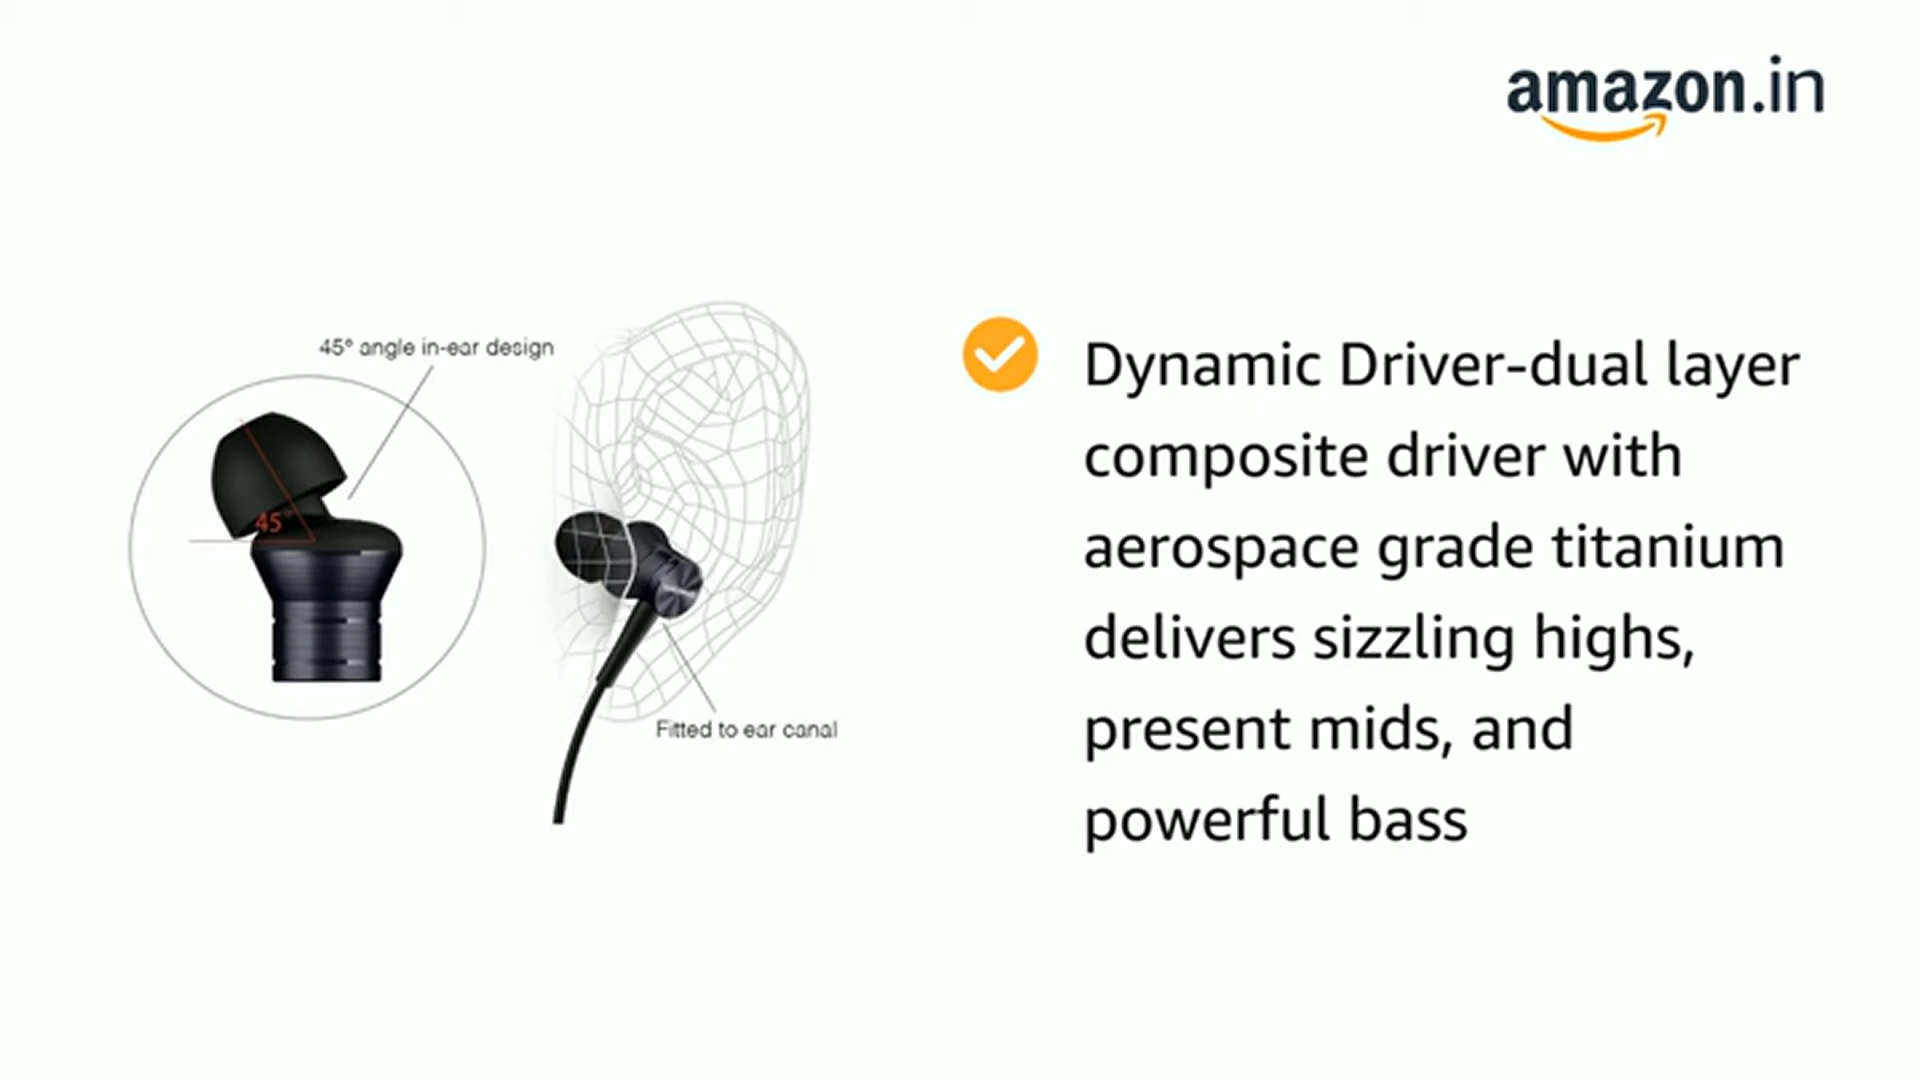 amazon.in
45° angle in-ear design
45°
Fitted to ear canal
Dynamic Driver-dual layer
composite driver with
aerospace grade titanium
delivers sizzling highs,
present mids, and
powerful bass